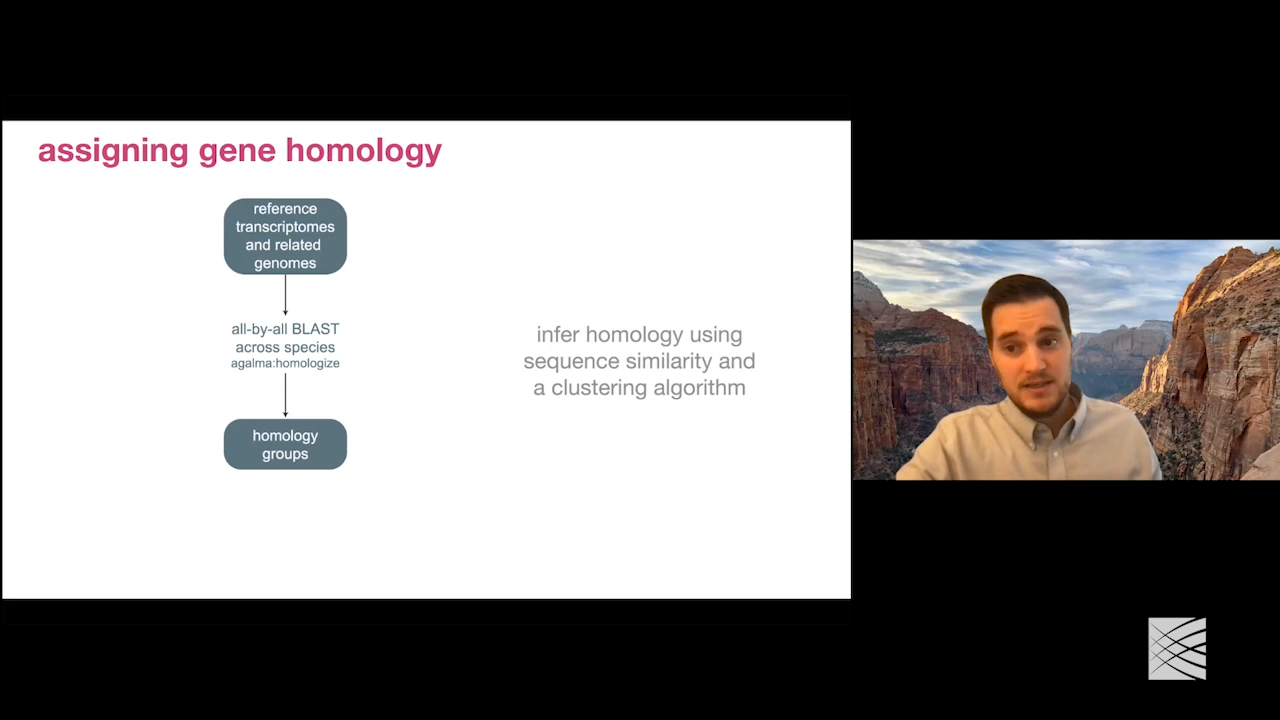 assigning gene homology
reference
transcriptomes
and related
genomes
all-by-all BLAST
across species
agalma:homologize
homology
groups
infer homology using
sequence similarity and
a clustering algorithm